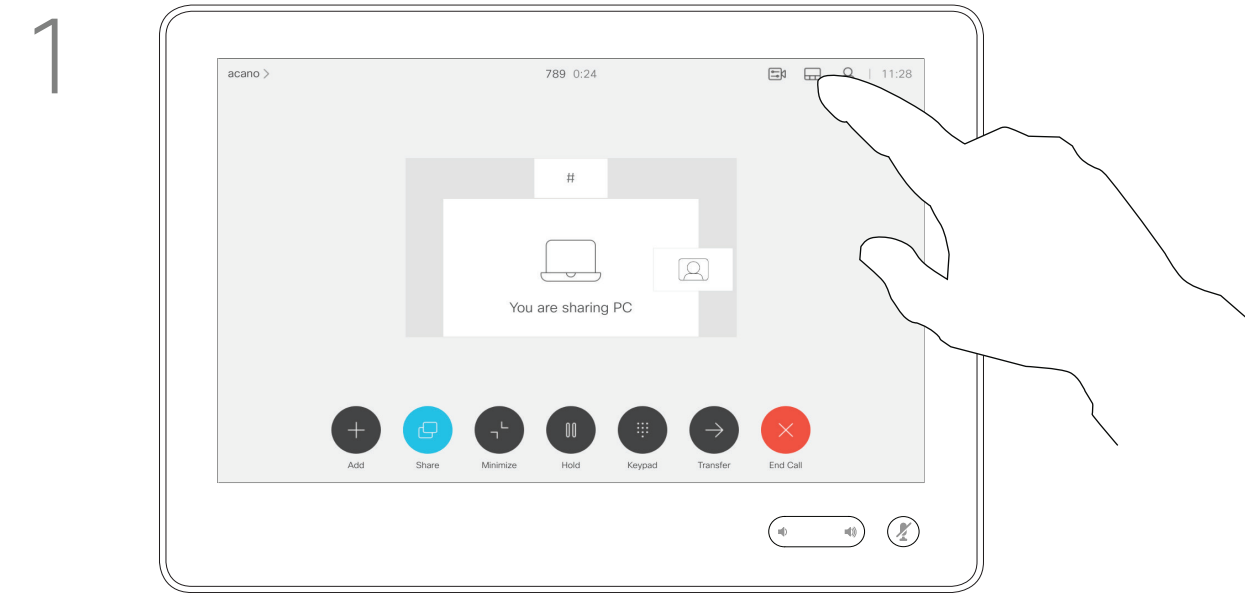 1
acano >
789 0:24
11:28
#
You are sharing PC
Add
Share
Minimize
Hold
Keypad
Transfer
End Call